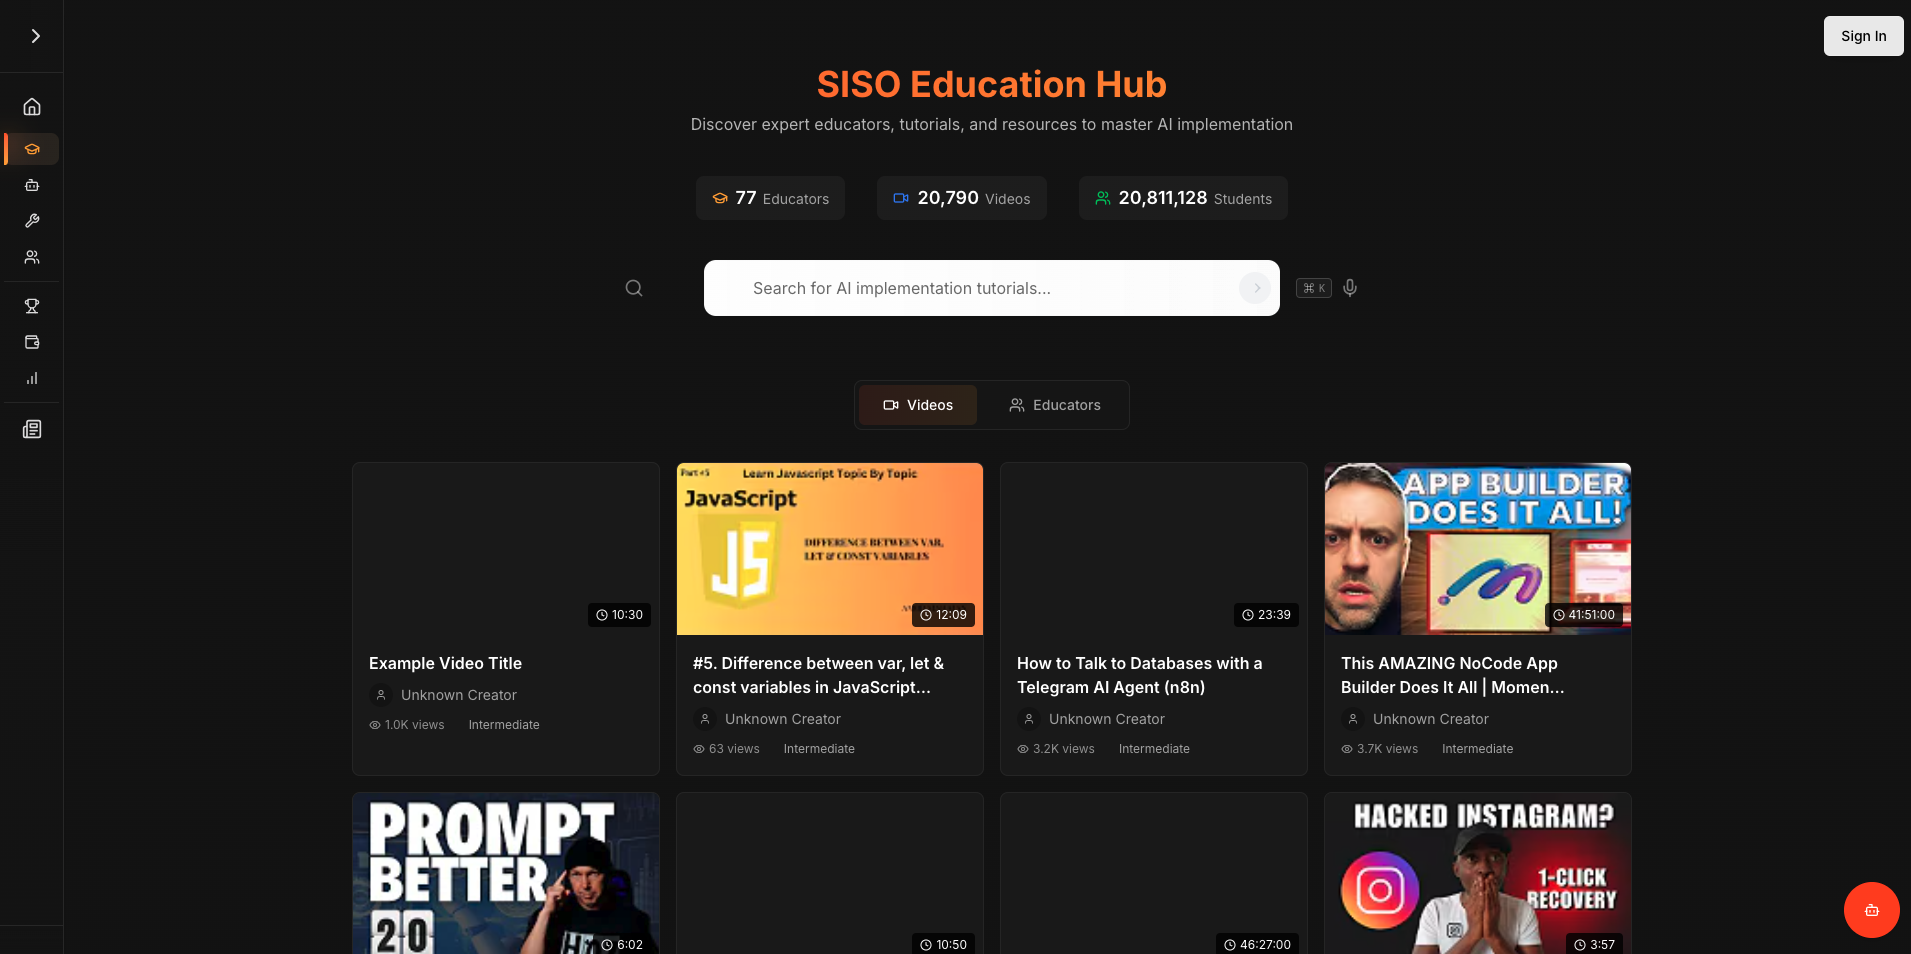 Sign In
SISO Education Hub
Discover expert educators, tutorials, and resources to master AI implementation
77 Educators
20,790 Videos
20,811,128 Students
Search for AI implementation tutorials...
⌘ K
Videos
Educators
10:30
Example Video Title
Unknown Creator
1.0K views
Intermediate
Part #5
Learn Javascript Topic By Topic
JavaScript
JS
DIFFERENCE BETWEEN VAR,
LET & CONST VARIABLES
12:09
#5. Difference between var, let &
const variables in JavaScript...
Unknown Creator
63 views
Intermediate
23:39
How to Talk to Databases with a
Telegram AI Agent (n8n)
Unknown Creator
3.2K views
Intermediate
APP BUILDER
DOES IT ALL!
41:51:00
This AMAZING NoCode App
Builder Does It All | Momen...
Unknown Creator
3.7K views
Intermediate
PROMPT
BETTER
20
6:02
10:50
46:27:00
HACKED INSTAGRAM?
1-CLICK
RECOVERY
3:57